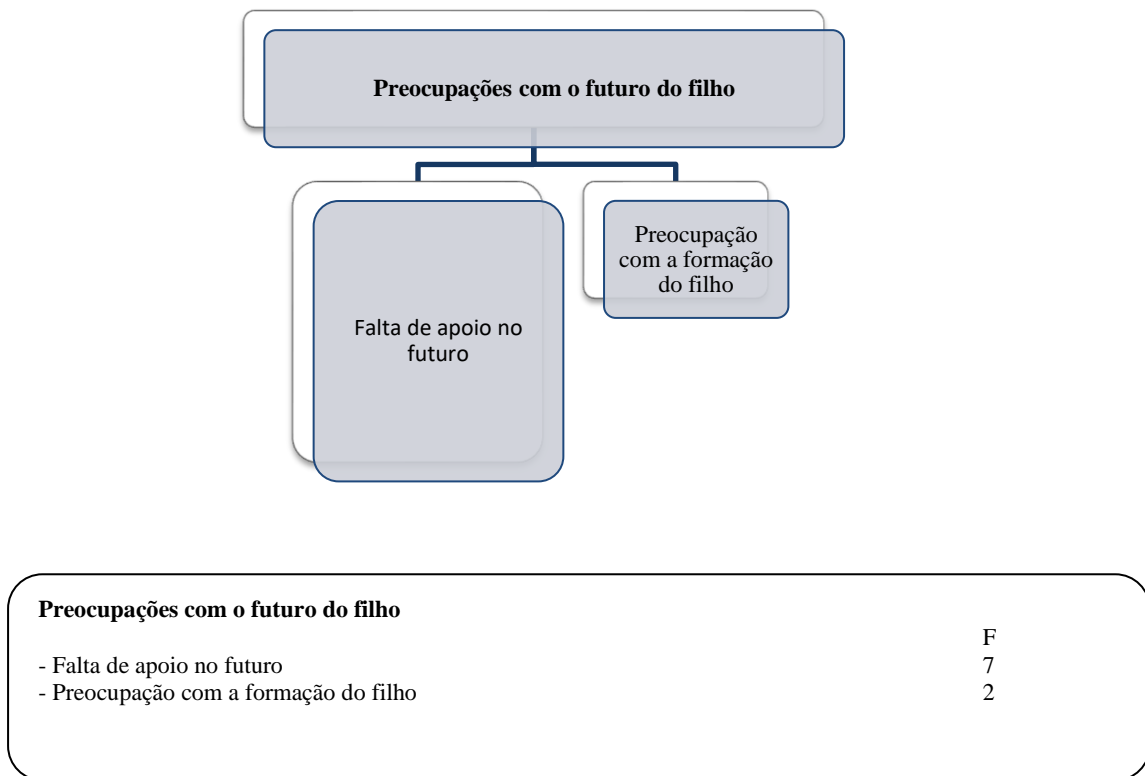 Preocupações com o futuro do filho
Falta de apoio no
futuro
Preocupação
com a formação
do filho
Preocupações com o futuro do filho
F
- Falta de apoio no futuro 7
- Preocupação com a formação do filho 2